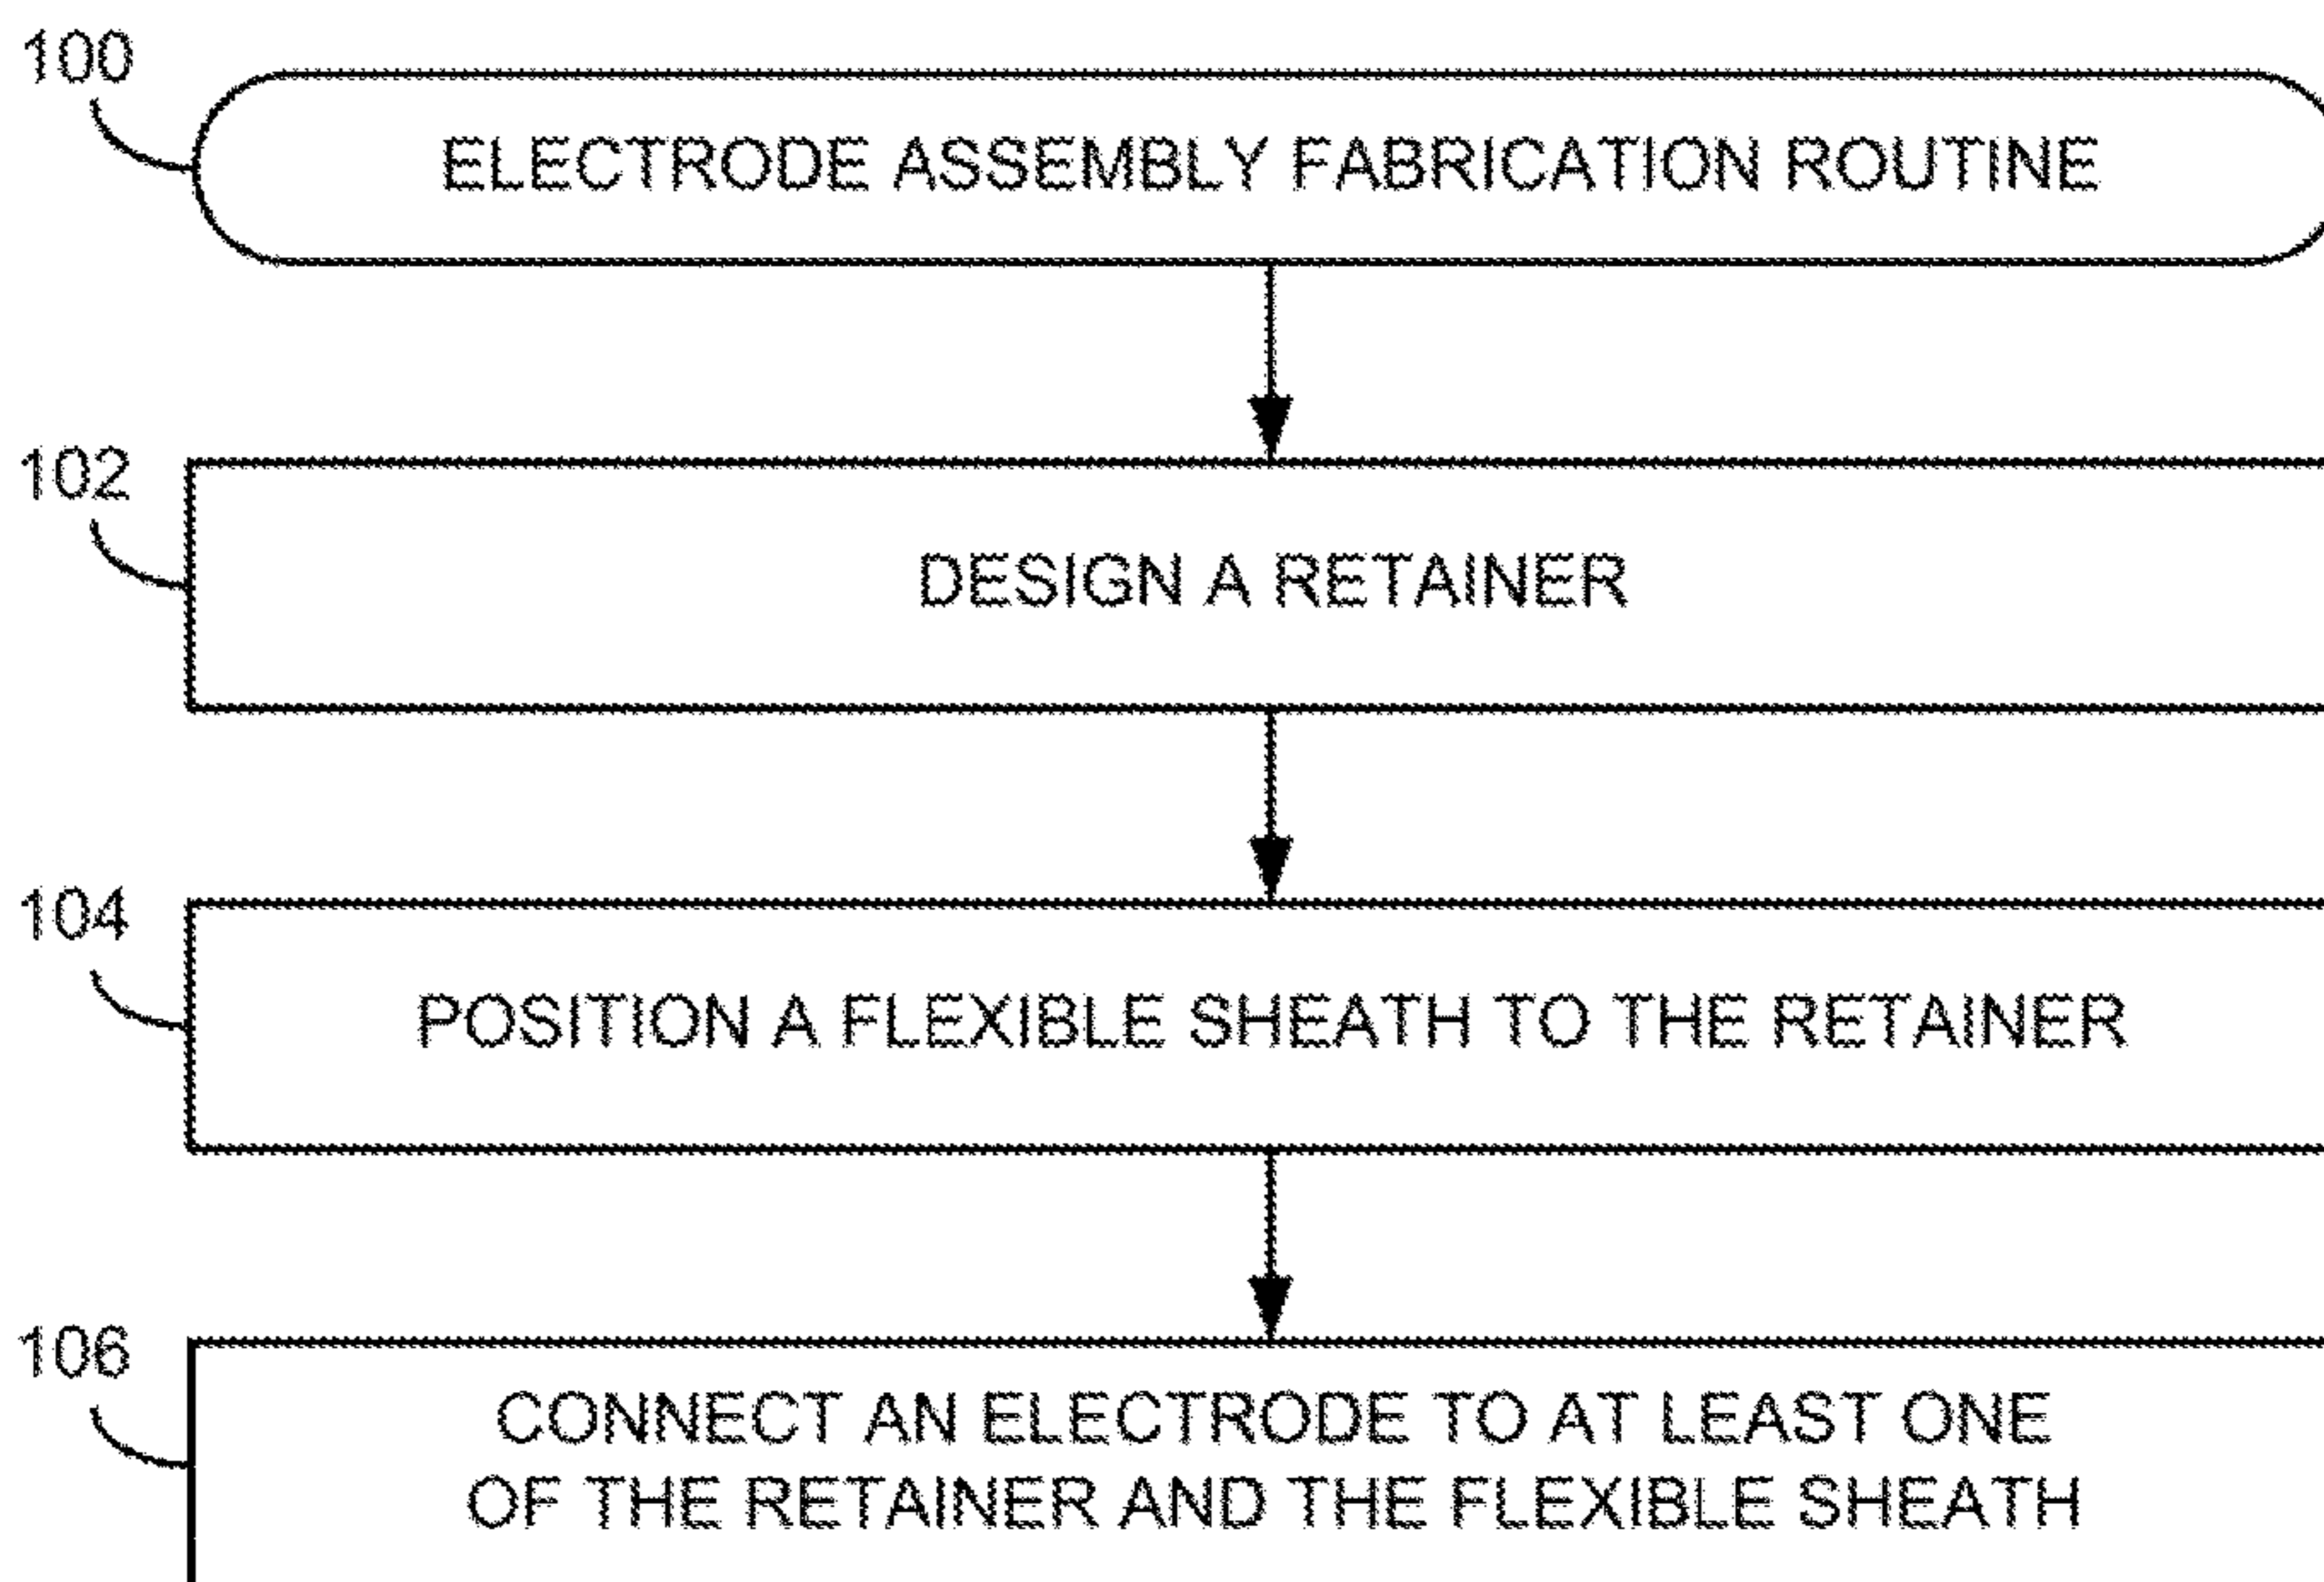 100
ELECTRODE ASSEMBLY FABRICATION ROUTINE
102
DESIGN A RETAINER
104
POSITION A FLEXIBLE SHEATH TO THE RETAINER
106
CONNECT AN ELECTRODE TO AT LEAST ONE
OF THE RETAINER AND THE FLEXIBLE SHEATH